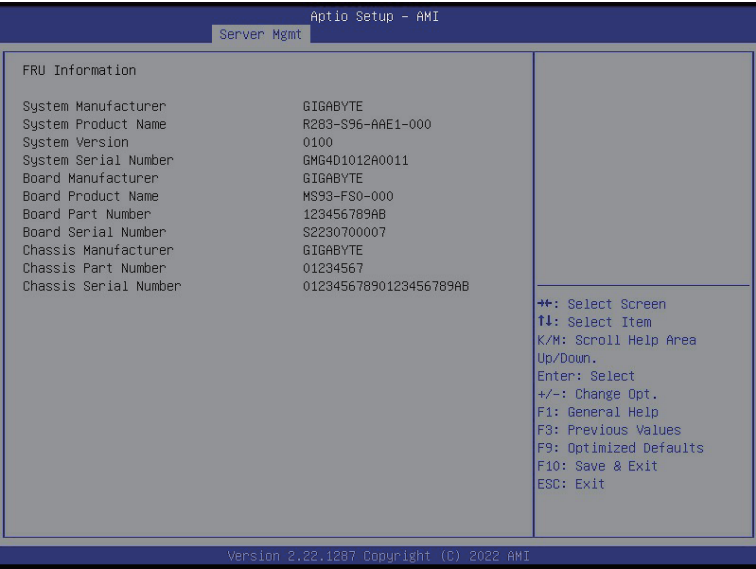 Aptio Setup - AMI
Server Mgmt
FRU Information
System Manufacturer GIGABYTE
System Product Name R283-S96-AAE1-000
System Version 0100
System Serial Number GMG4D1012A0011
Board Manufacturer GIGABYTE
Board Product Name MS93-FS0-000
Board Part Number 123456789AB
Board Serial Number S2230700007
Chassis Manufacturer GIGABYTE
Chassis Part Number 01234567
Chassis Serial Number 012345678901234567​89AB
→←: Select Screen
↑↓: Select Item
K/M: Scroll Help Area
Up/Down.
Enter: Select
+/-: Change Opt.
F1: General Help
F3: Previous Values
F9: Optimized Defaults
F10: Save & Exit
ESC: Exit
Version 2.22.1287 Copyright (C) 2022 AMI